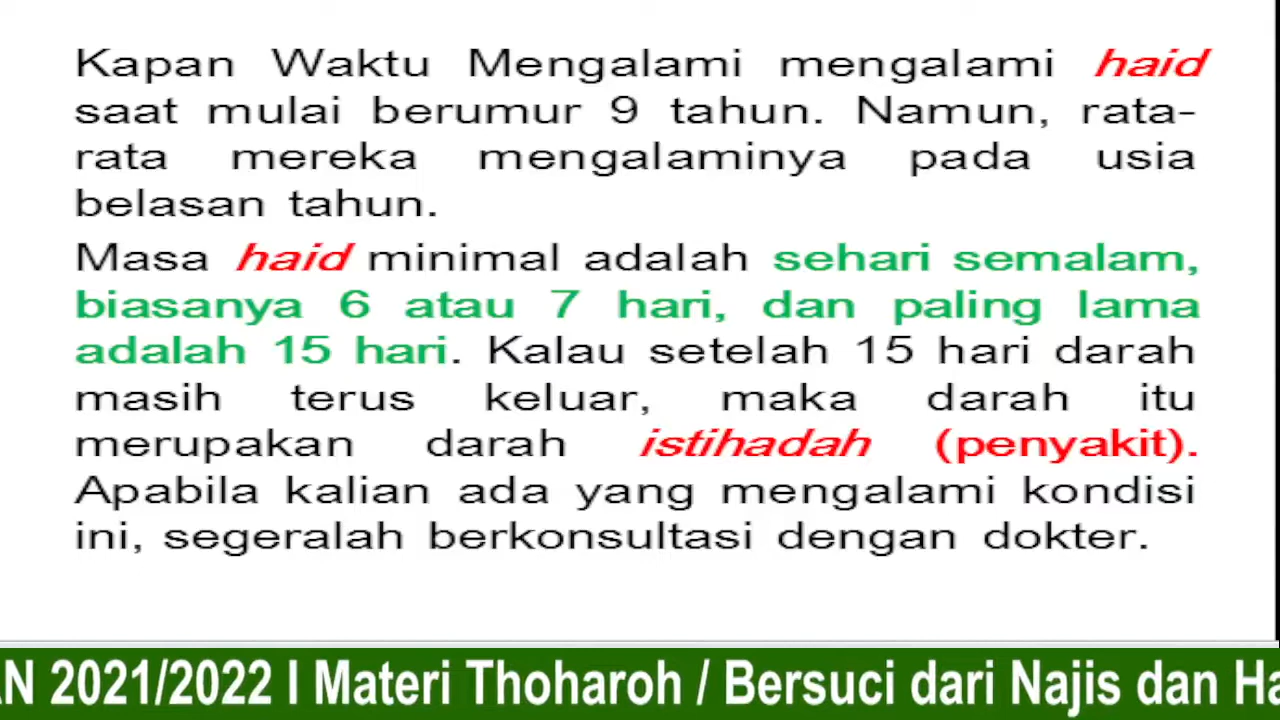 Kapan Waktu Mengalami mengalami haid
saat mulai berumur 9 tahun. Namun, rata-
rata mereka mengalaminya pada usia
belasan tahun.
Masa haid minimal adalah sehari semalam,
biasanya 6 atau 7 hari, dan paling lama
adalah 15 hari. Kalau setelah 15 hari darah
masih terus keluar, maka darah itu
merupakan darah istihadah (penyakit).
Apabila kalian ada yang mengalami kondisi
ini, segeralah berkonsultasi dengan dokter.
AN 2021/2022 I Materi Thoharoh / Bersuci dari Najis dan Ha